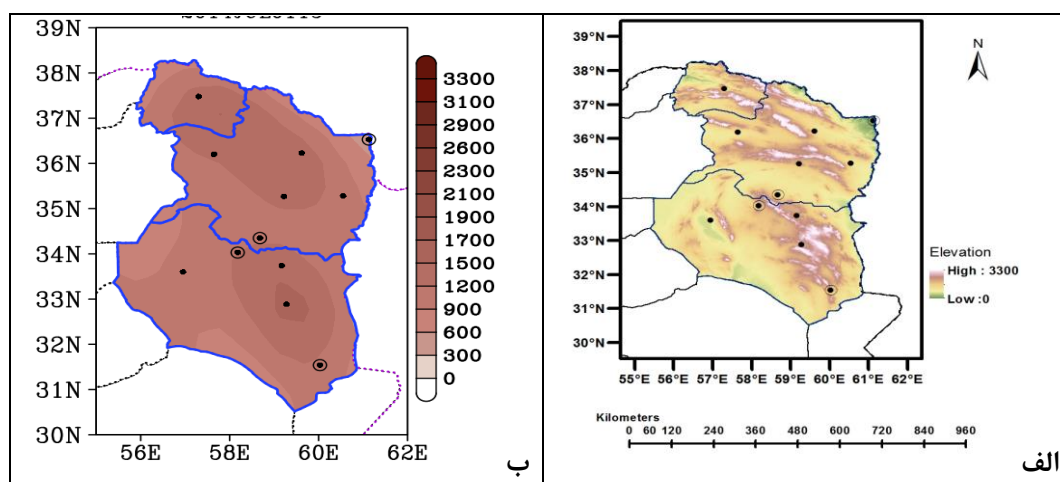 39N
38N
37N
36N
35N
34N
33N
32N
31N
30N
56E 58E 60E 62E
3300
3100
2900
2600
2300
2100
1900
1700
1500
1200
900
600
300
0
ب
39°N
38°N
37°N
36°N
35°N
34°N
33°N
32°N
31°N
30°N
N
Elevation
High : 3300
Low :0
55°E 56°E 57°E 58°E 59°E 60°E 61°E 62°E
Kilometers
0 60 120 240 360 480 600 720 840 960
الف